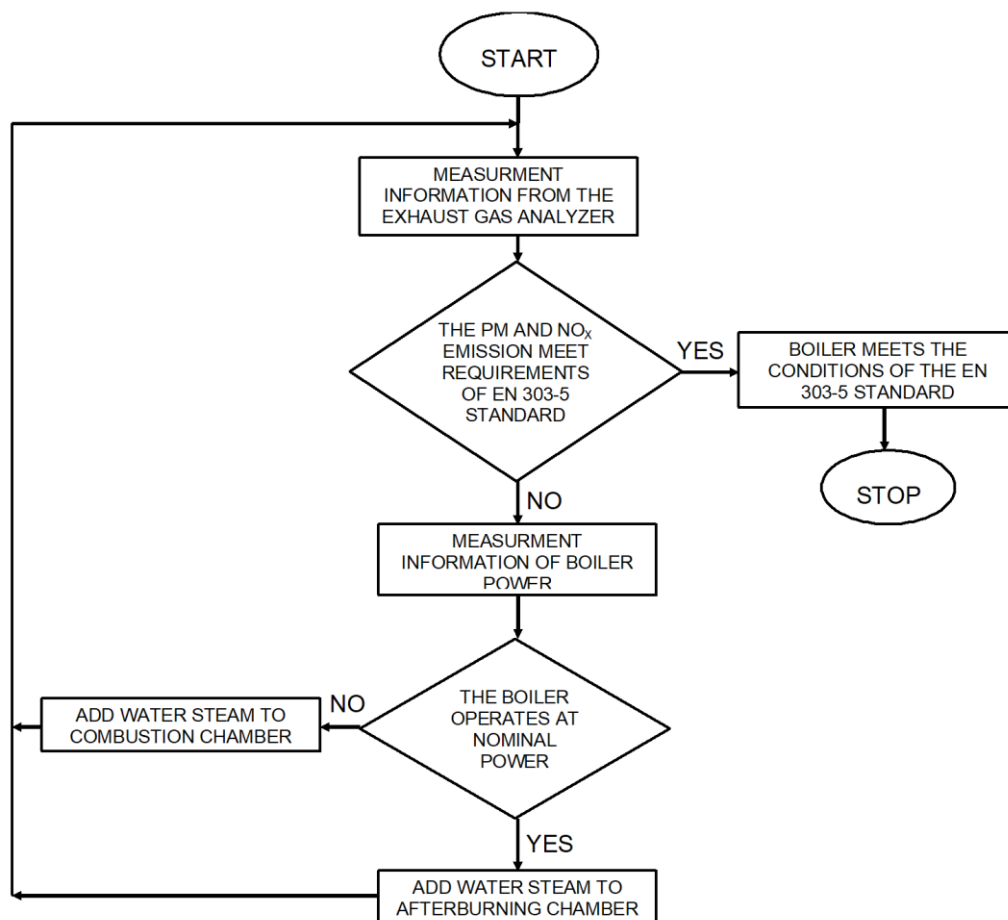 START
MEASURMENT
INFORMATION FROM THE
EXHAUST GAS ANALYZER
THE PM AND NOₓ
EMISSION MEET
REQUIREMENTS
OF EN 303-5
STANDARD
YES
BOILER MEETS THE
CONDITIONS OF THE EN
303-5 STANDARD
STOP
NO
MEASURMENT
INFORMATION OF BOILER
POWER
THE BOILER
OPERATES AT
NOMINAL
POWER
NO
ADD WATER STEAM TO
COMBUSTION CHAMBER
YES
ADD WATER STEAM TO
AFTERBURNING CHAMBER